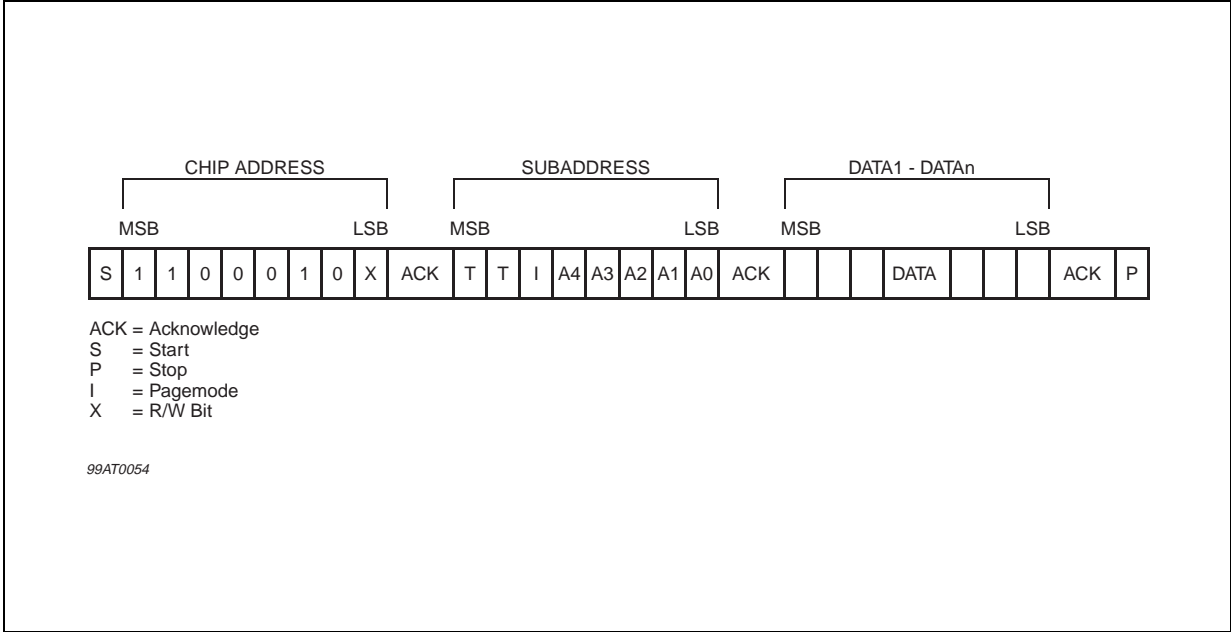 CHIP ADDRESS SUBADDRESS DATA1 - DATAn
MSB LSB MSB LSB MSB LSB
S 1 1 0 0 0 1 0 X ACK T T I A4 A3 A2 A1 A0 ACK DATA ACK P
ACK = Acknowledge
S = Start
P = Stop
I = Pagemode
X = R/W Bit
99AT0054